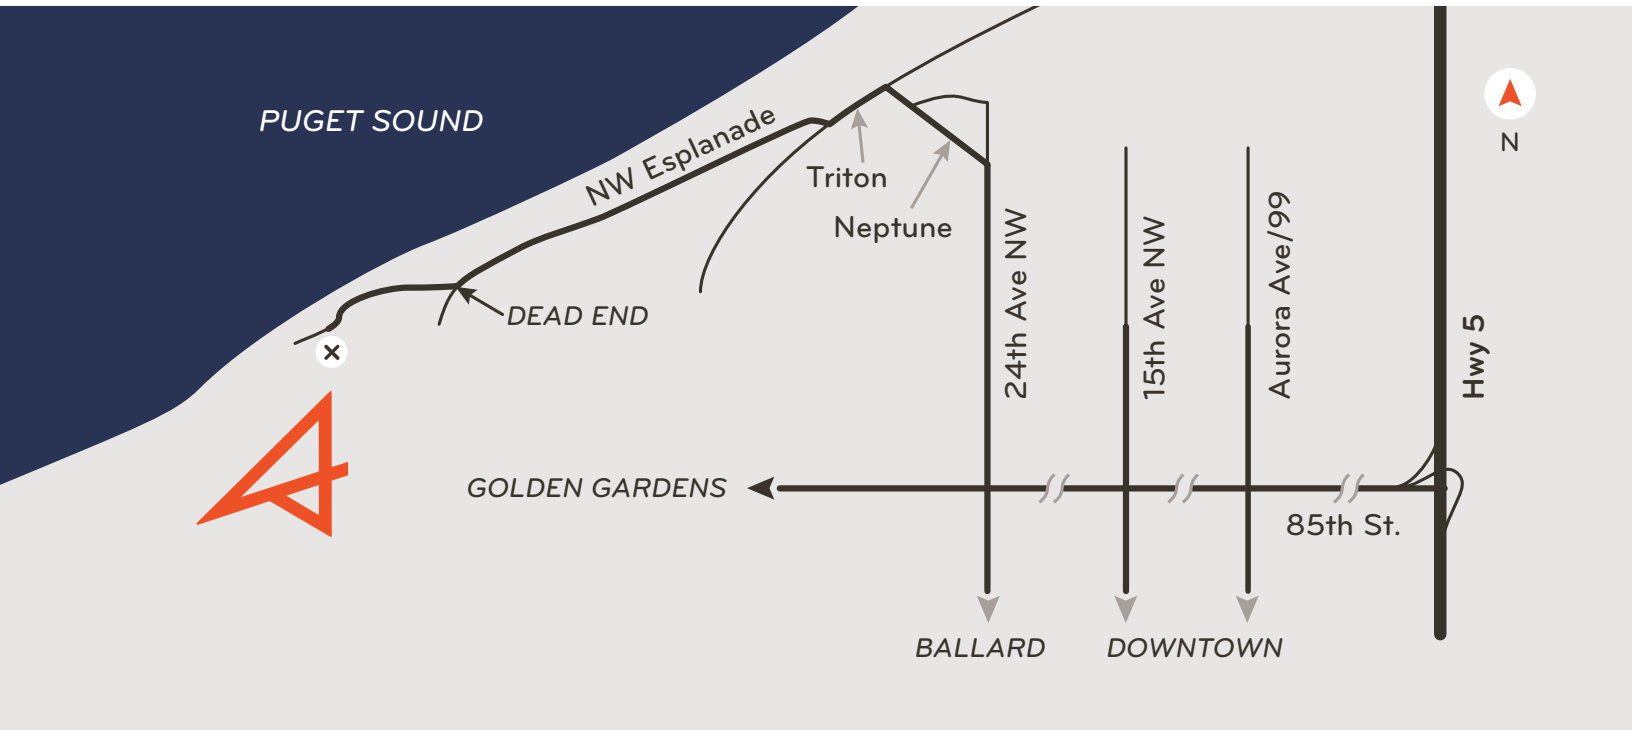 PUGET SOUND
NW Esplanade
N
Triton
Neptune
DEAD END
24th Ave NW
15th Ave NW
Aurora Ave/99
Hwy 5
GOLDEN GARDENS
85th St.
BALLARD
DOWNTOWN